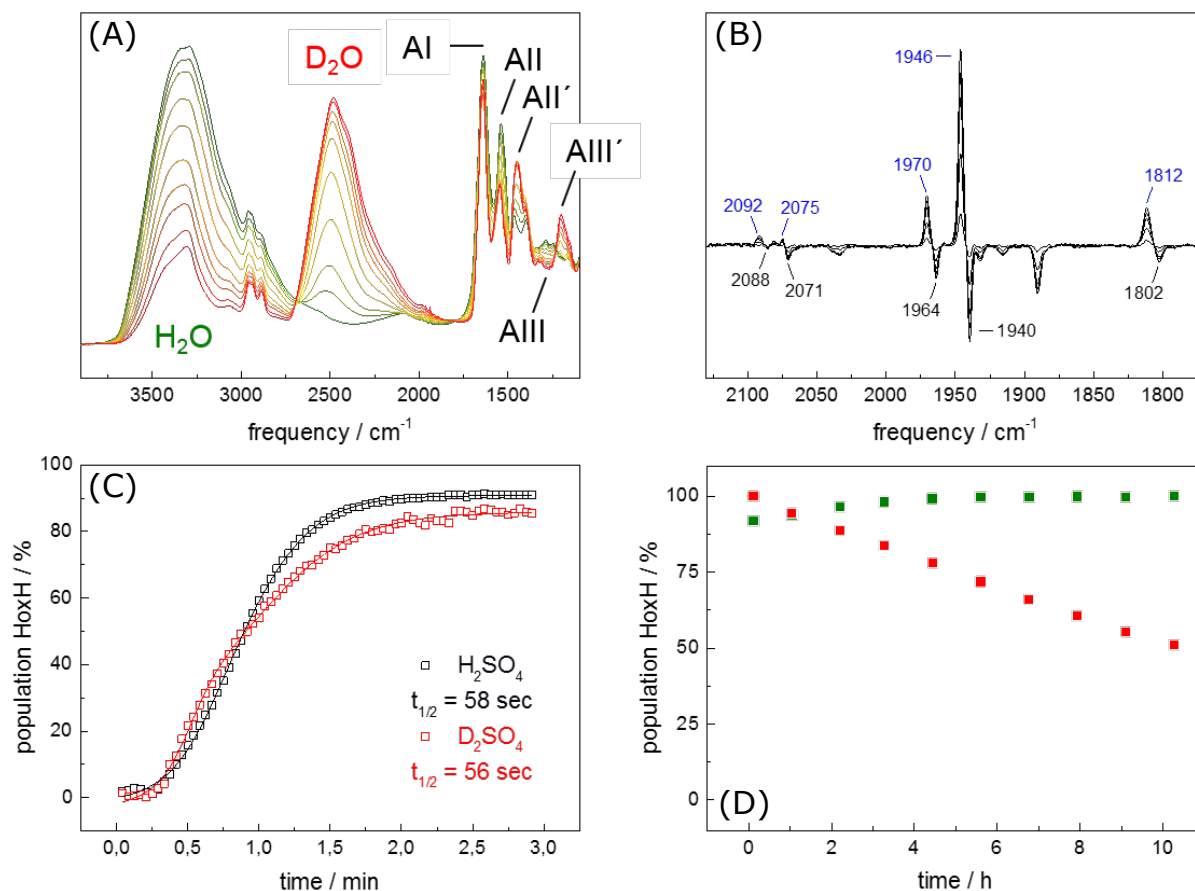 (A)
D₂O
AI
AII
AII´
AIII´
H₂O
AIII
3500 3000 2500 2000 1500
frequency / cm⁻¹
(B)
1946
1970
1812
2092
2075
2088
2071
1964
1940
1802
2100 2050 2000 1950 1900 1850 1800
frequency / cm⁻¹
(C)
population HoxH / %
100
80
60
40
20
0
H₂SO₄
t₁/₂ = 58 sec
D₂SO₄
t₁/₂ = 56 sec
0,0 0,5 1,0 1,5 2,0 2,5 3,0
time / min
population HoxH / %
100
75
50
25
0
(D)
0 2 4 6 8 10
time / h